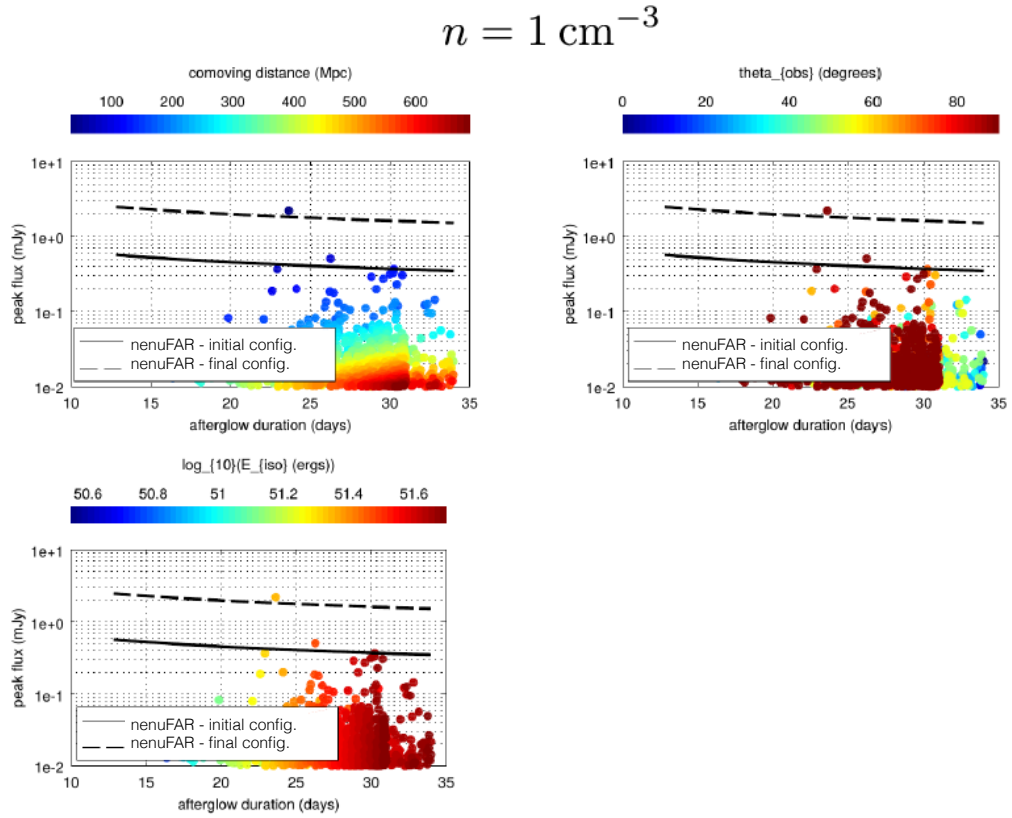 n = 1 cm⁻³
comoving distance (Mpc)
100 200 300 400 500 600
1e+1
1e+0
1e-1
1e-2
peak flux (mJy)
nenuFAR - initial config.
nenuFAR - final config.
10 15 20 25 30 35
afterglow duration (days)
theta_{obs} (degrees)
0 20 40 60 80
1e+1
1e+0
1e-1
1e-2
peak flux (mJy)
nenuFAR - initial config.
nenuFAR - final config.
10 15 20 25 30 35
afterglow duration (days)
log_{10}(E_{iso} (ergs))
50.6 50.8 51 51.2 51.4 51.6
1e+1
1e+0
1e-1
1e-2
peak flux (mJy)
nenuFAR - initial config.
nenuFAR - final config.
10 15 20 25 30 35
afterglow duration (days)